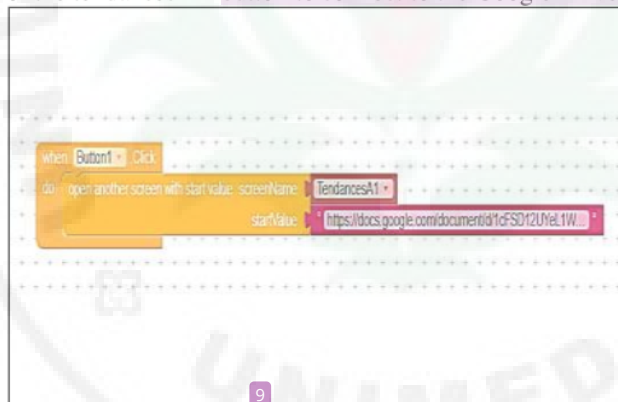 when Button1 Click
do open another screen with start value screenName TendancesA1
startValue " https://docs.google.com/document/d/1cFSD12UYeL1W... "
9
UNIMED